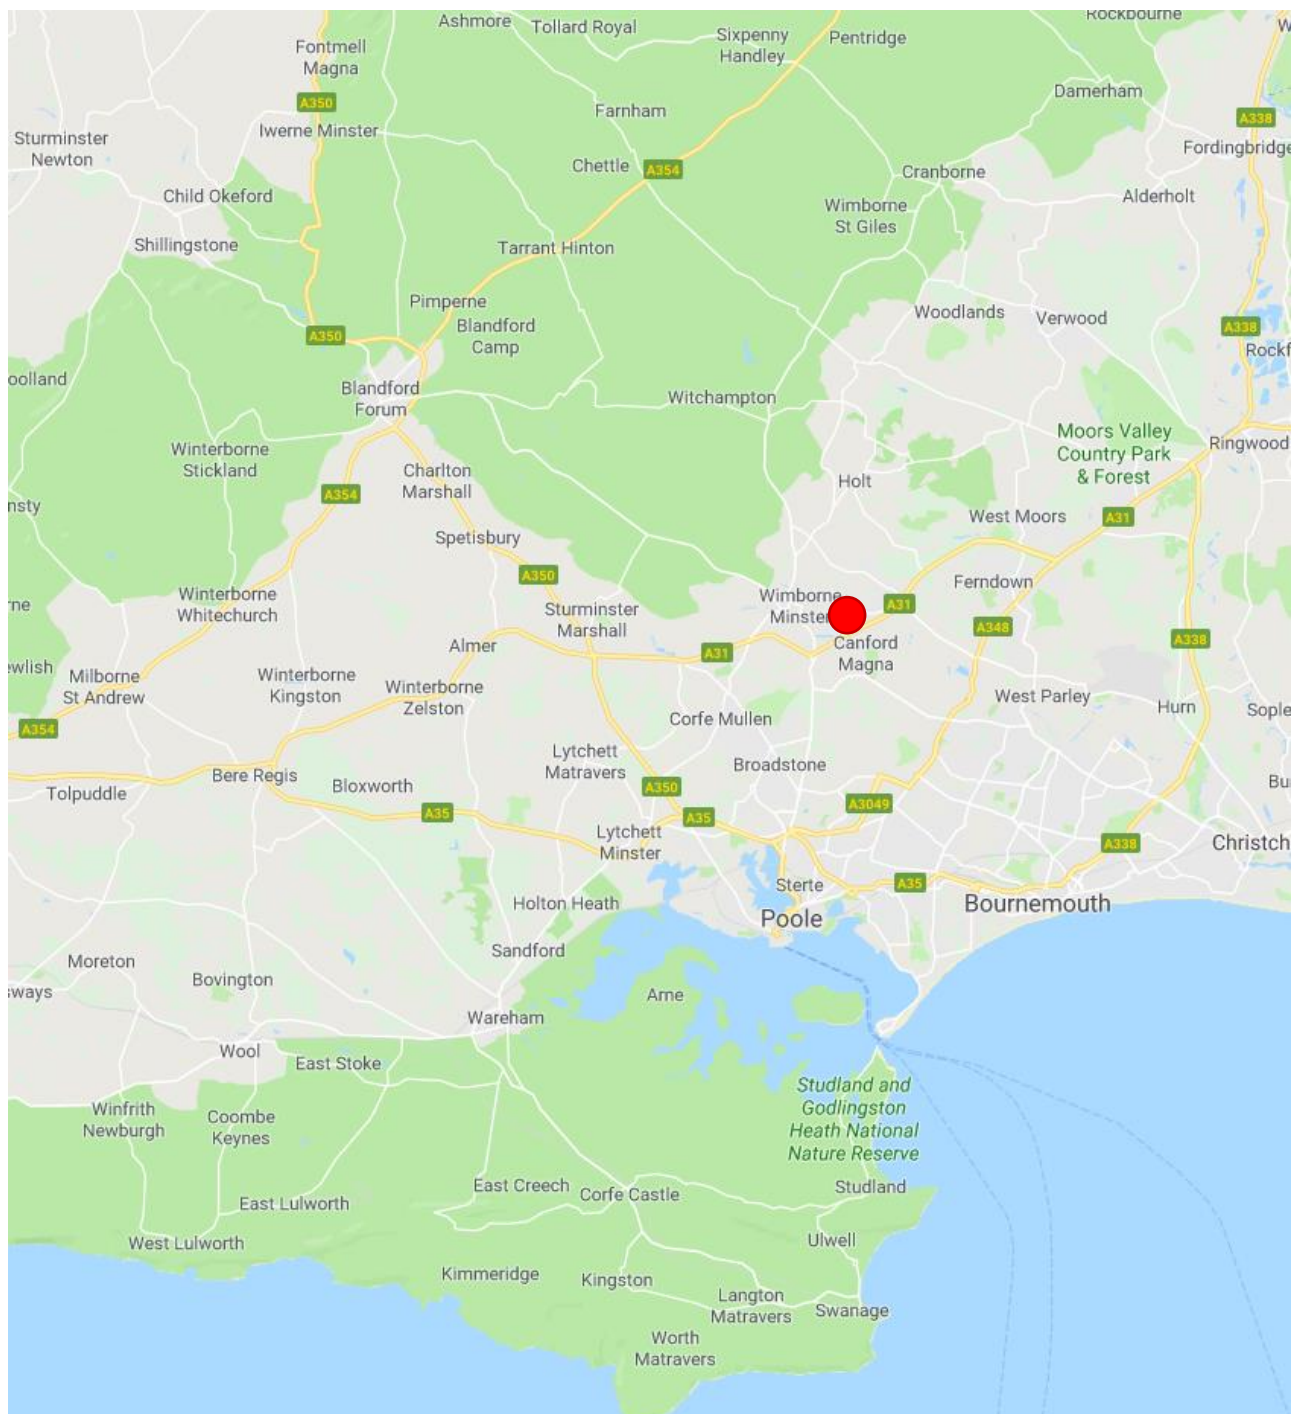 Ashmore
Tollard Royal
Sixpenny
Handley
Pentridge
Rockbourne
Fontmell
Magna
A350
Iwerne Minster
Farnham
Damerham
A338
Sturminster
Newton
Chettle
A354
Fordingbridge
Cranborne
Child Okeford
Wimborne
St Giles
Alderholt
Shillingstone
Tarrant Hinton
Pimperne
Blandford
Camp
Woodlands
Verwood
A338
A350
Rockf
oolland
Blandford
Forum
Witchampton
Winterborne
Stickland
Moors Valley
Country Park
& Forest
Ringwood
Charlton
Marshall
Holt
A354
nsty
West Moors
A31
Spetisbury
A350
Ferndown
Winterborne
Whitechurch
Sturminster
Marshall
Wimborne
Minster
A31
rne
A348
A338
Almer
A31
Canford
Magna
ewlish
Milborne
St Andrew
Winterborne
Kingston
Winterborne
Zelston
West Parley
Hurn
Sople
A354
Corfe Mullen
Lytchett
Matravers
Broadstone
Bere Regis
Bloxworth
A350
Bu
Tolpuddle
A35
A35
A3049
Lytchett
Minster
A338
Christch
Sterte
A35
Holton Heath
Poole
Bournemouth
Sandford
Moreton
Bovington
sways
Arne
Wareham
Wool
East Stoke
Studland and
Godlingston
Heath National
Nature Reserve
Winfrith
Newburgh
Coombe
Keynes
East Creech
Corfe Castle
Studland
East Lulworth
West Lulworth
Ulwell
Kimmeridge
Kingston
Langton
Matravers
Swanage
Worth
Matravers